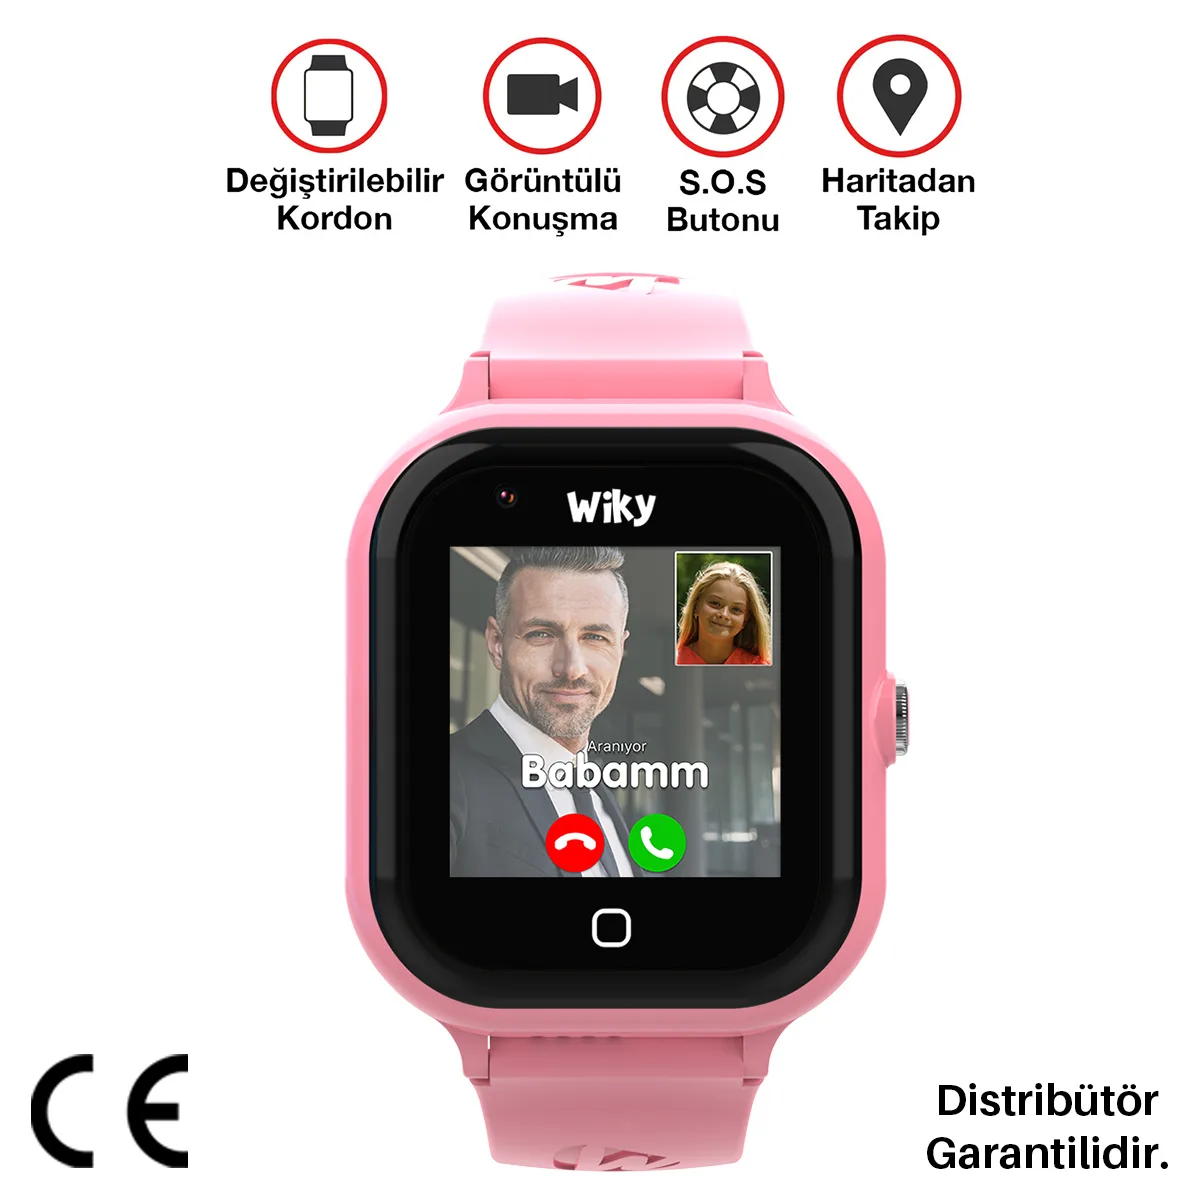 Değiştirilebilir
Kordon
Görüntülü
Konuşma
S.O.S
Butonu
Haritadan
Takip
Wiky
Aranıyor
Babamm
CE
Distribütör
Garantilidir.